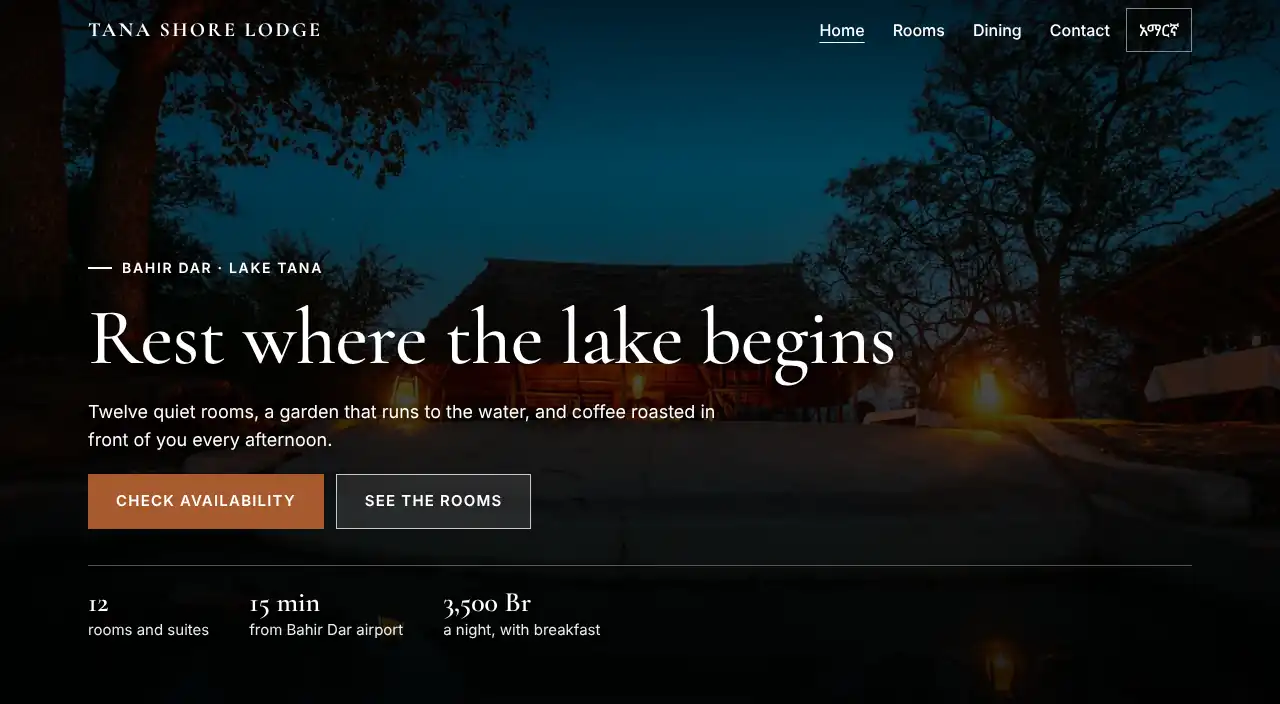 TANA SHORE LODGE
Home Rooms Dining Contact አማርኛ
BAHIR DAR · LAKE TANA
Rest where the lake begins
Twelve quiet rooms, a garden that runs to the water, and coffee roasted in
front of you every afternoon.
CHECK AVAILABILITY SEE THE ROOMS
12 15 min 3,500 Br
rooms and suites from Bahir Dar airport a night, with breakfast